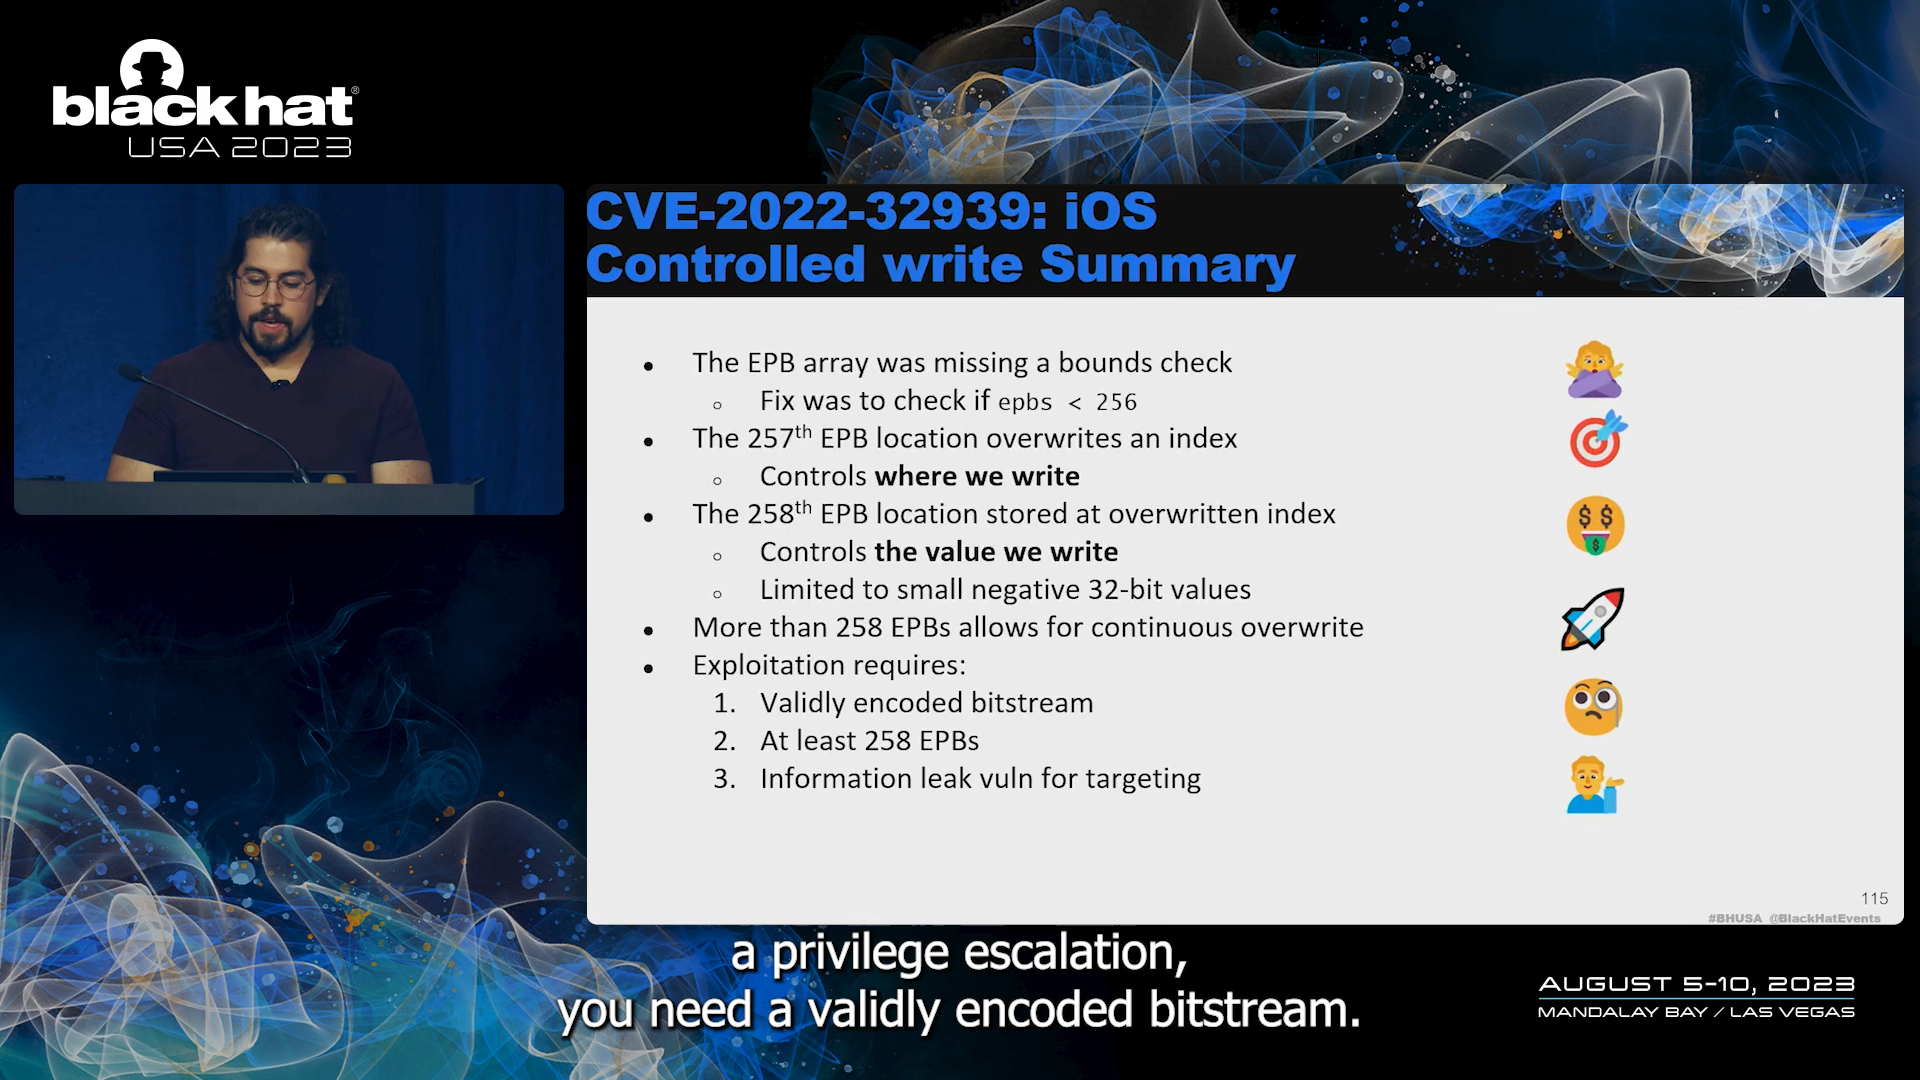 blackhat®
USA 2023
CVE-2022-32939: iOS
Controlled write Summary
● The EPB array was missing a bounds check
○ Fix was to check if epbs < 256
● The 257th EPB location overwrites an index
○ Controls where we write
● The 258th EPB location stored at overwritten index
○ Controls the value we write
○ Limited to small negative 32-bit values
● More than 258 EPBs allows for continuous overwrite
● Exploitation requires:
1. Validly encoded bitstream
2. At least 258 EPBs
3. Information leak vuln for targeting
115
#BHUSA @BlackHatEvents
a privilege escalation,
you need a validly encoded bitstream.
AUGUST 5-10, 2023
MANDALAY BAY / LAS VEGAS